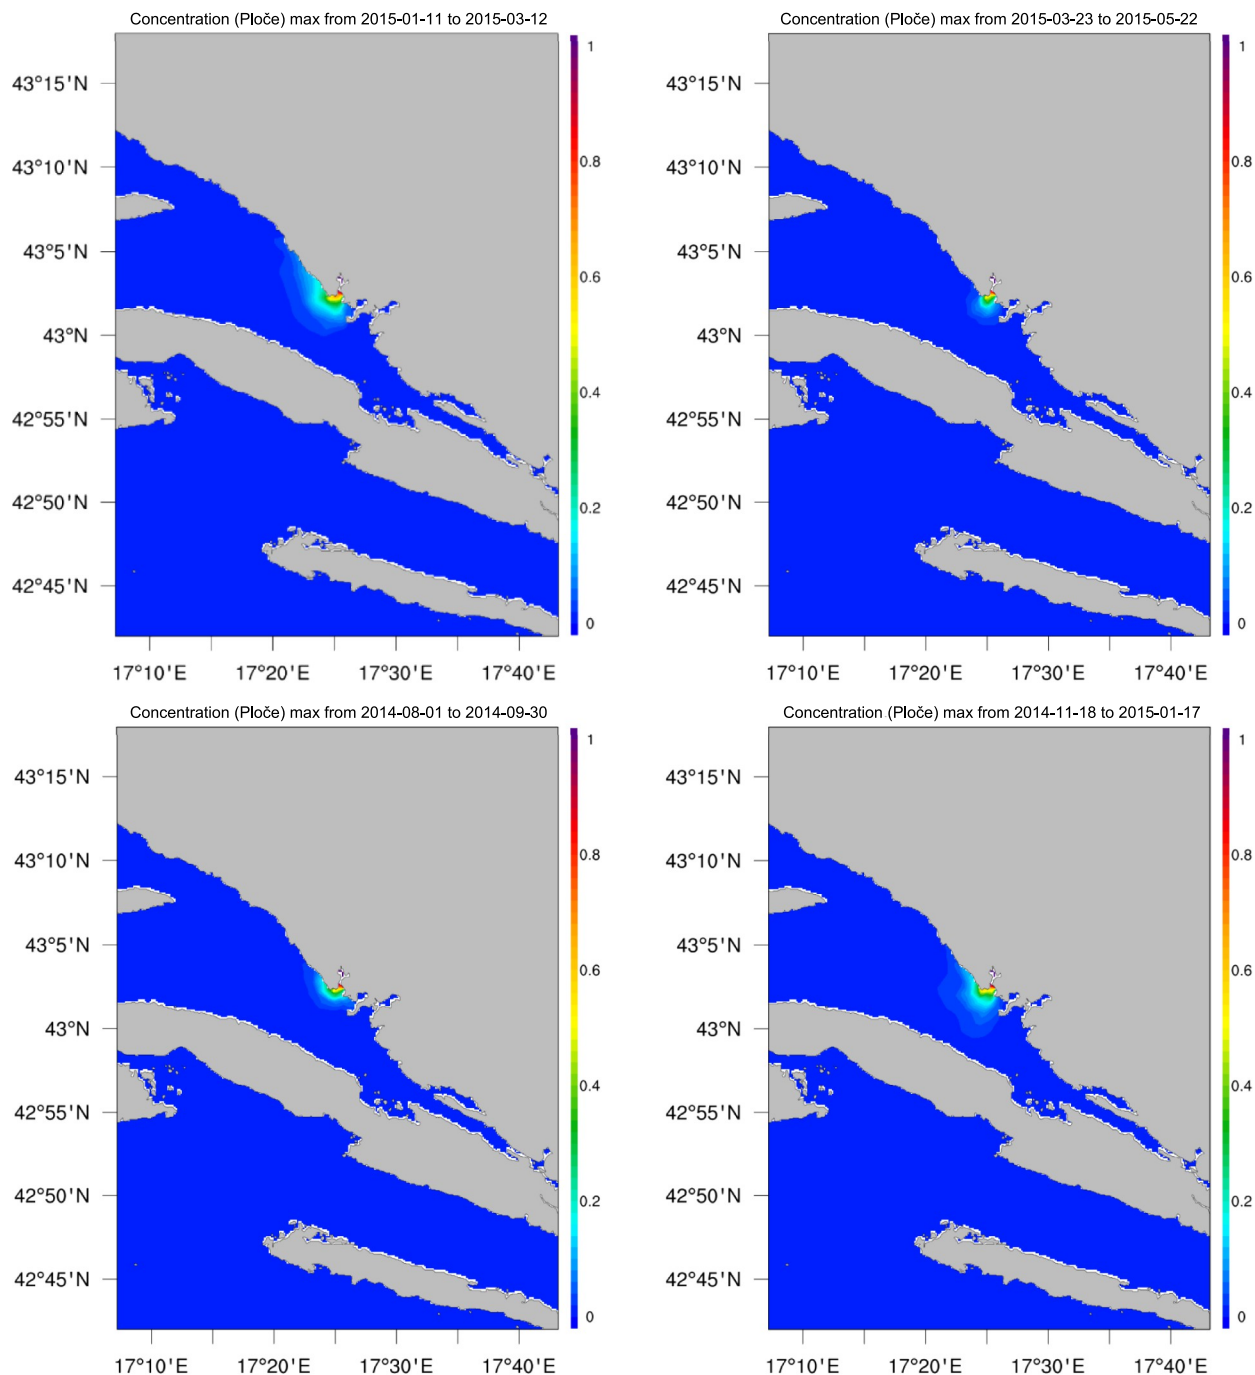 Concentration (Ploče) max from 2015-01-11 to 2015-03-12
43°15'N
43°10'N
43°5'N
43°N
42°55'N
42°50'N
42°45'N
17°10'E 17°20'E 17°30'E 17°40'E
1
0.8
0.6
0.4
0.2
0
Concentration (Ploče) max from 2015-03-23 to 2015-05-22
43°15'N
43°10'N
43°5'N
43°N
42°55'N
42°50'N
42°45'N
17°10'E 17°20'E 17°30'E 17°40'E
1
0.8
0.6
0.4
0.2
0
Concentration (Ploče) max from 2014-08-01 to 2014-09-30
43°15'N
43°10'N
43°5'N
43°N
42°55'N
42°50'N
42°45'N
17°10'E 17°20'E 17°30'E 17°40'E
1
0.8
0.6
0.4
0.2
0
Concentration (Ploče) max from 2014-11-18 to 2015-01-17
43°15'N
43°10'N
43°5'N
43°N
42°55'N
42°50'N
42°45'N
17°10'E 17°20'E 17°30'E 17°40'E
1
0.8
0.6
0.4
0.2
0